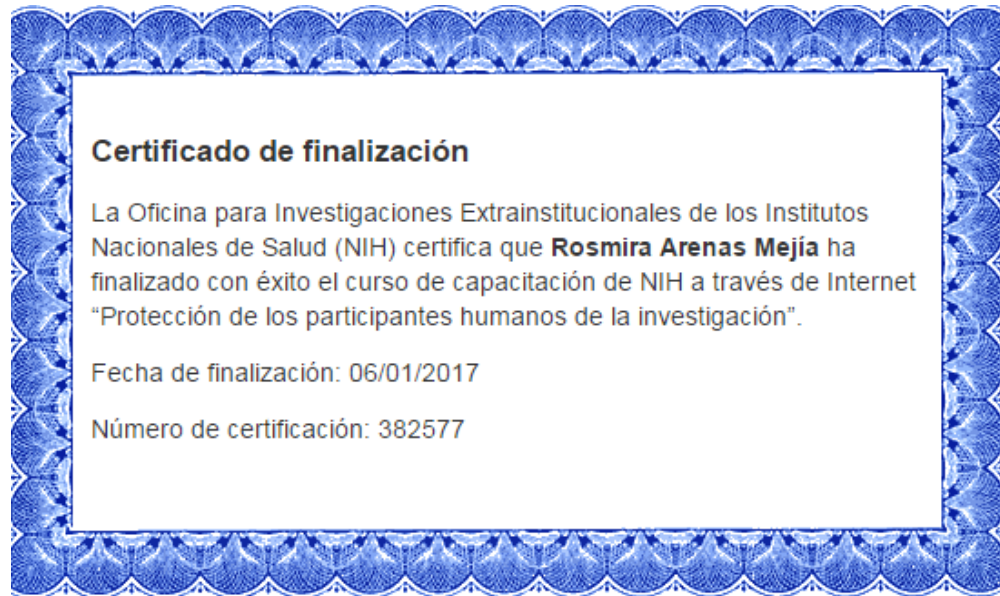 Certificado de finalización
La Oficina para Investigaciones Extrainstitucionales de los Institutos
Nacionales de Salud (NIH) certifica que Rosmira Arenas Mejía ha
finalizado con éxito el curso de capacitación de NIH a través de Internet
“Protección de los participantes humanos de la investigación”.
Fecha de finalización: 06/01/2017
Número de certificación: 382577